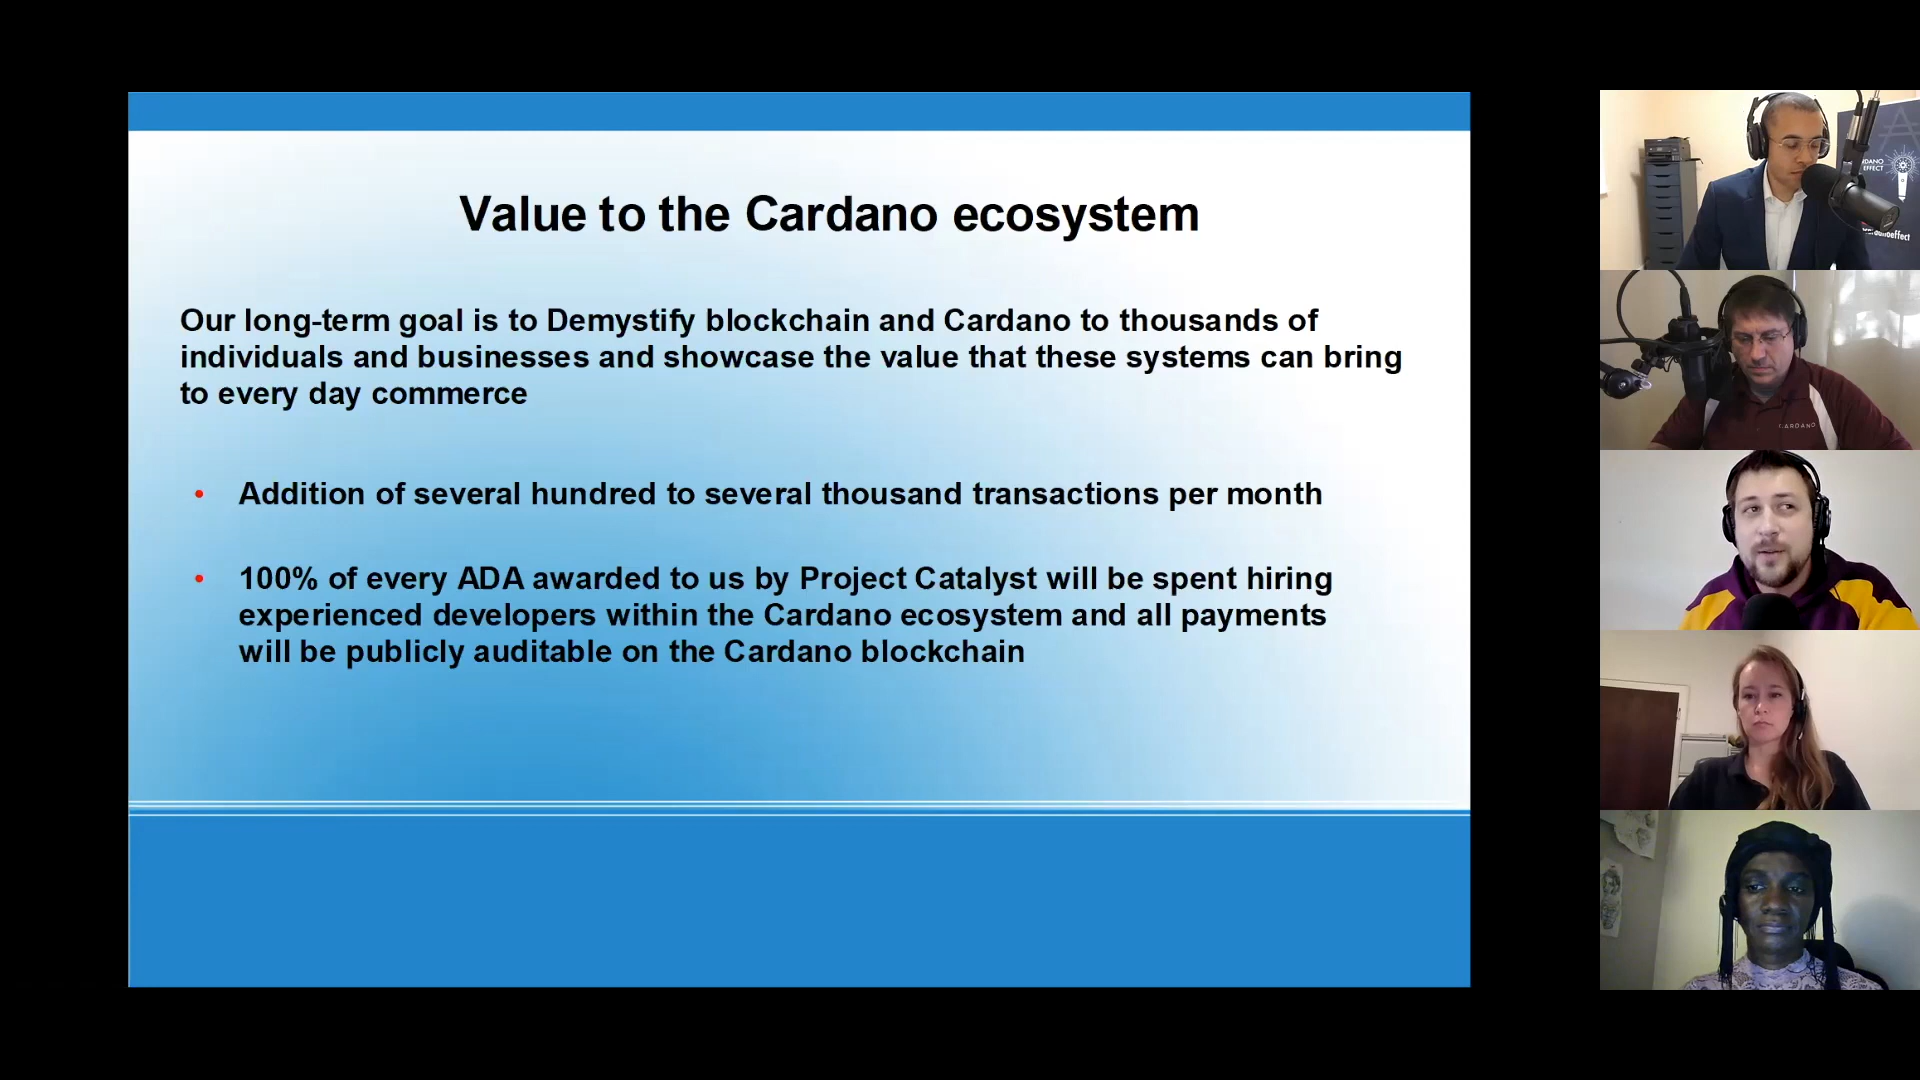 Value to the Cardano ecosystem
Our long-term goal is to Demystify blockchain and Cardano to thousands of
individuals and businesses and showcase the value that these systems can bring
to every day commerce
• Addition of several hundred to several thousand transactions per month
• 100% of every ADA awarded to us by Project Catalyst will be spent hiring
experienced developers within the Cardano ecosystem and all payments
will be publicly auditable on the Cardano blockchain
EFFECT
CARDANO